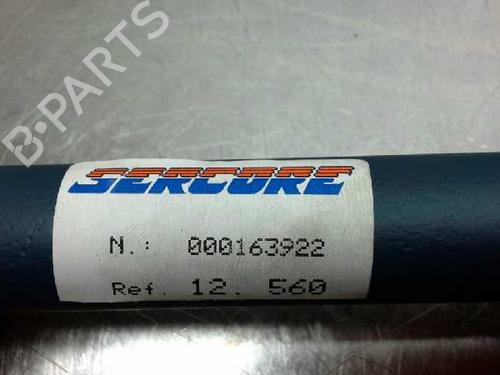 B-PARTS
SERCORE
N.: 000163922
Ref. 12. 560